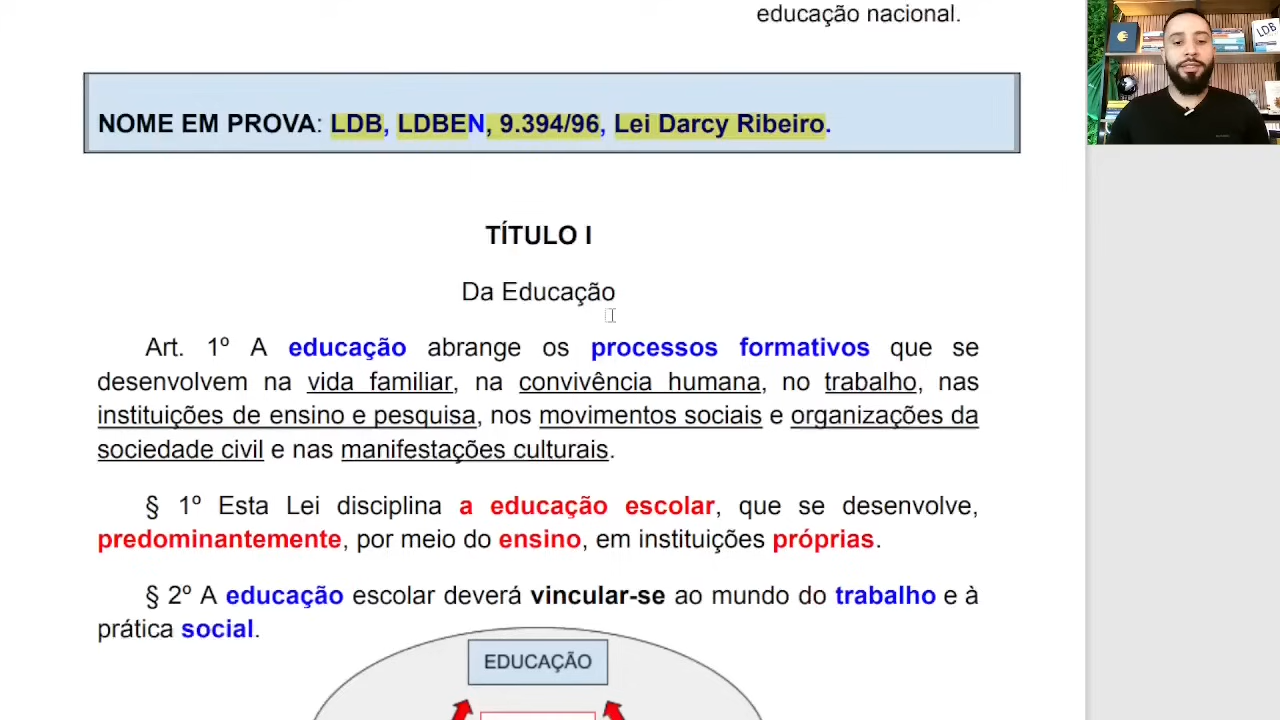 educação nacional.
LDB
NOME EM PROVA: LDB, LDBEN, 9.394/96, Lei Darcy Ribeiro.
TÍTULO I
Da Educação
Art. 1º A educação abrange os processos formativos que se
desenvolvem na vida familiar, na convivência humana, no trabalho, nas
instituições de ensino e pesquisa, nos movimentos sociais e organizações da
sociedade civil e nas manifestações culturais.
§ 1º Esta Lei disciplina a educação escolar, que se desenvolve,
predominantemente, por meio do ensino, em instituições próprias.
§ 2º A educação escolar deverá vincular-se ao mundo do trabalho e à
prática social.
EDUCAÇÃO